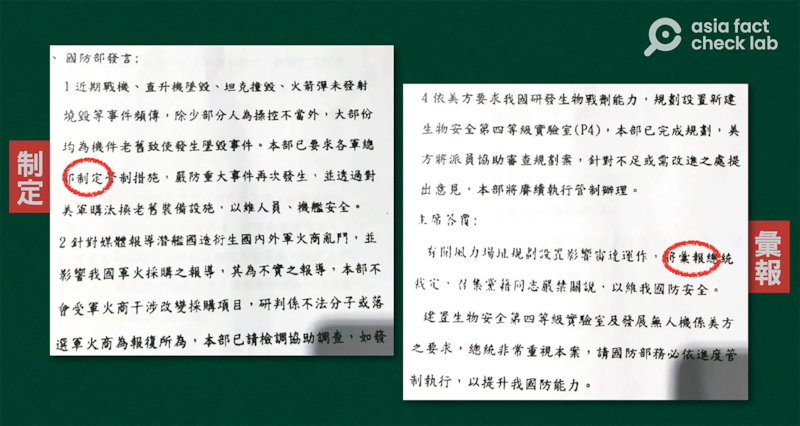 asia fact
check lab
制定
、國防部發言:
1近期戰機、直升機墜毀、坦克撞毀、火箭彈未發射
燒毀等事件頻傳，除少部分人為操控不當外，大部份
均為機件老舊致使發生墜毀事件。本部已要求各軍總
部制定管制措施，嚴防重大事件再次發生，並透過對
美軍購汰換老舊裝備設施，以維人員、機艦安全。
2針對媒體報導潛艦國造衍生國內外軍火商亂鬥，並
影響我國軍火採購之報導，其為不實之報導，本部不
會受軍火商干涉改變採購項目，研判係不法分子或落
選軍火商為報復所為，本部已請檢調協助調查，如發
4依美方要求我國研發生物戰劑能力，規劃設置新建
生物安全第四等級實驗室(P4)，本部已完成規劃，美
方將派員協助審查規劃案，針對不足或需改進之處提
出意見，本部將賡續執行管制辦理。
主席答覆:
有關風力場址規劃設置影響雷達運作，將彙報總統
裁定，召集黨籍同志嚴禁關說，以維我國防安全。
建置生物安全第四等級實驗室及發展無人機係美方
之要求，總統非常重視本案，請國防部務必依進度管
制執行，以提升我國防能力。
彙報